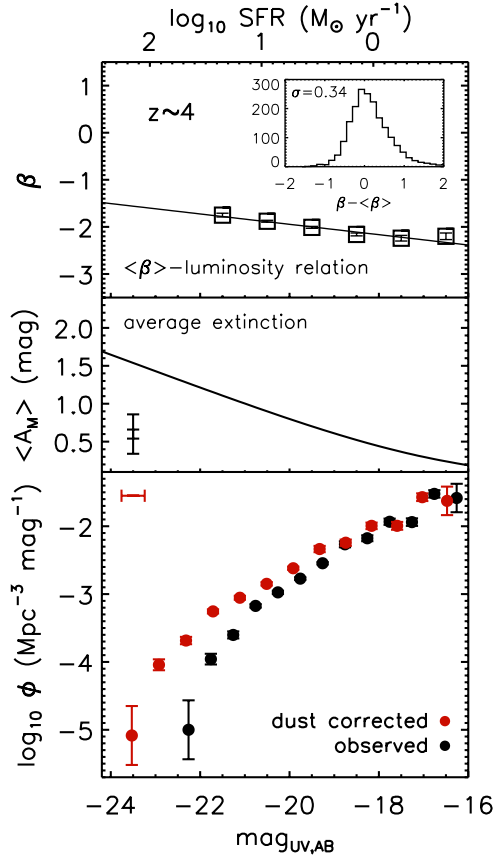 log₁₀ SFR (M⊙ yr⁻¹)
2 1 0
1
0
−1
−2
−3
β
z~4
300
200
100
0
σ=0.34
−2 −1 0 1 2
β−<β>
<β>−luminosity relation
2.0
1.5
1.0
0.5
<A_M> (mag)
average extinction
−2
−3
−4
−5
log₁₀ ϕ (Mpc⁻³ mag⁻¹)
dust corrected
observed
−24 −22 −20 −18 −16
mag_UV,AB